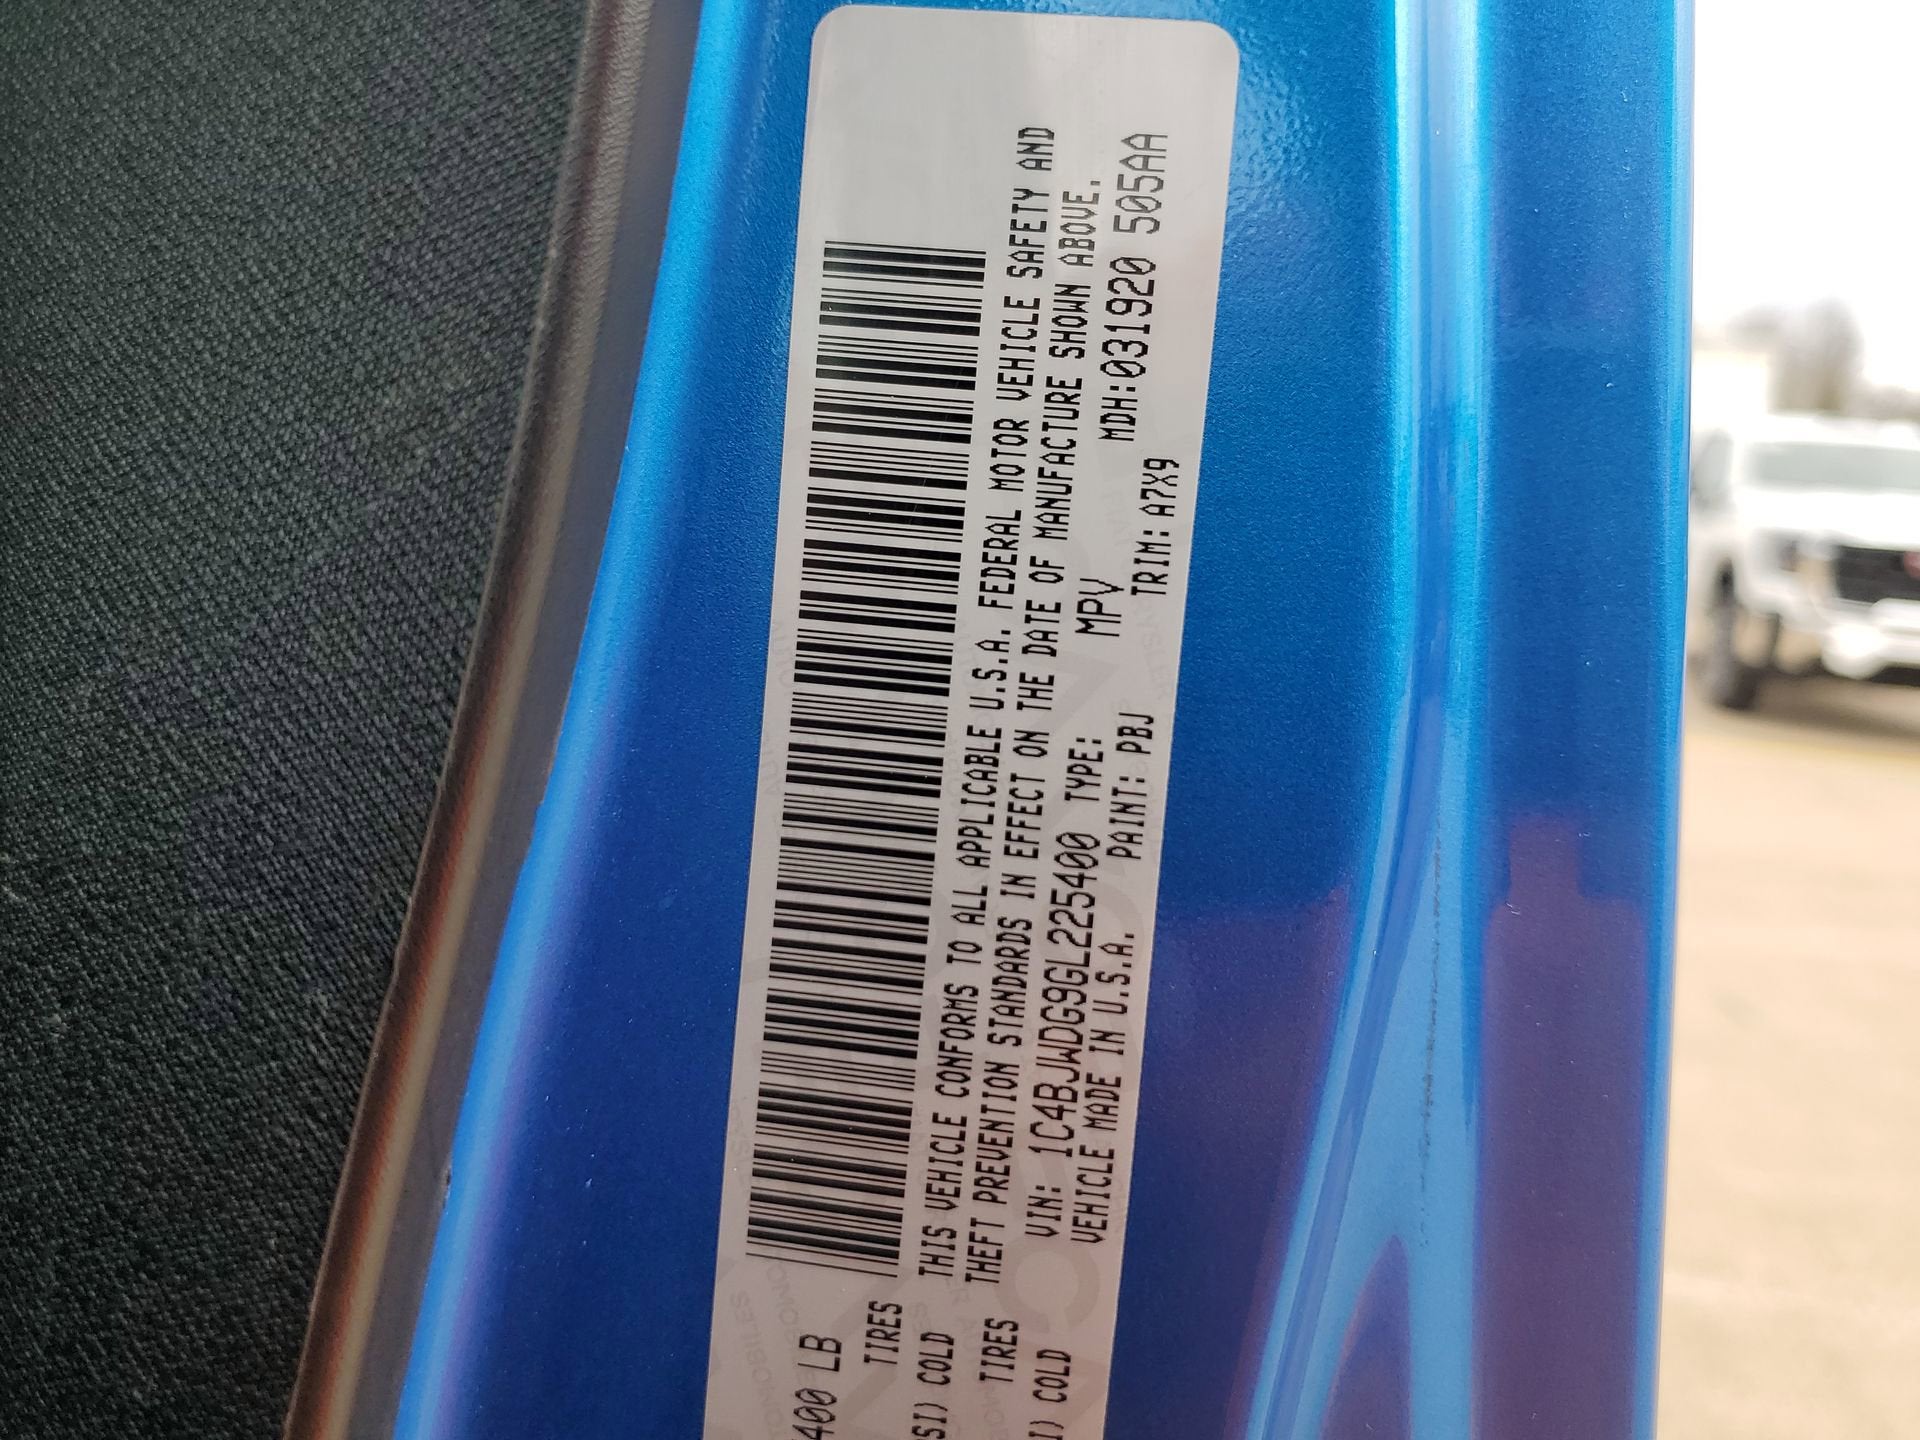 400 LB
TIRES
SI) COLD
TIRES
I) COLD
THIS VEHICLE CONFORMS TO ALL APPLICABLE U.S.A. FEDERAL MOTOR VEHICLE SAFETY AND
THEFT PREVENTION STANDARDS IN EFFECT ON THE DATE OF MANUFACTURE SHOWN ABOVE.
VIN: 1C4BJWDG9GL225400 TYPE: MPV MDH:031920 505AA
VEHICLE MADE IN U.S.A. PAINT: PBJ TRIM: A7X9